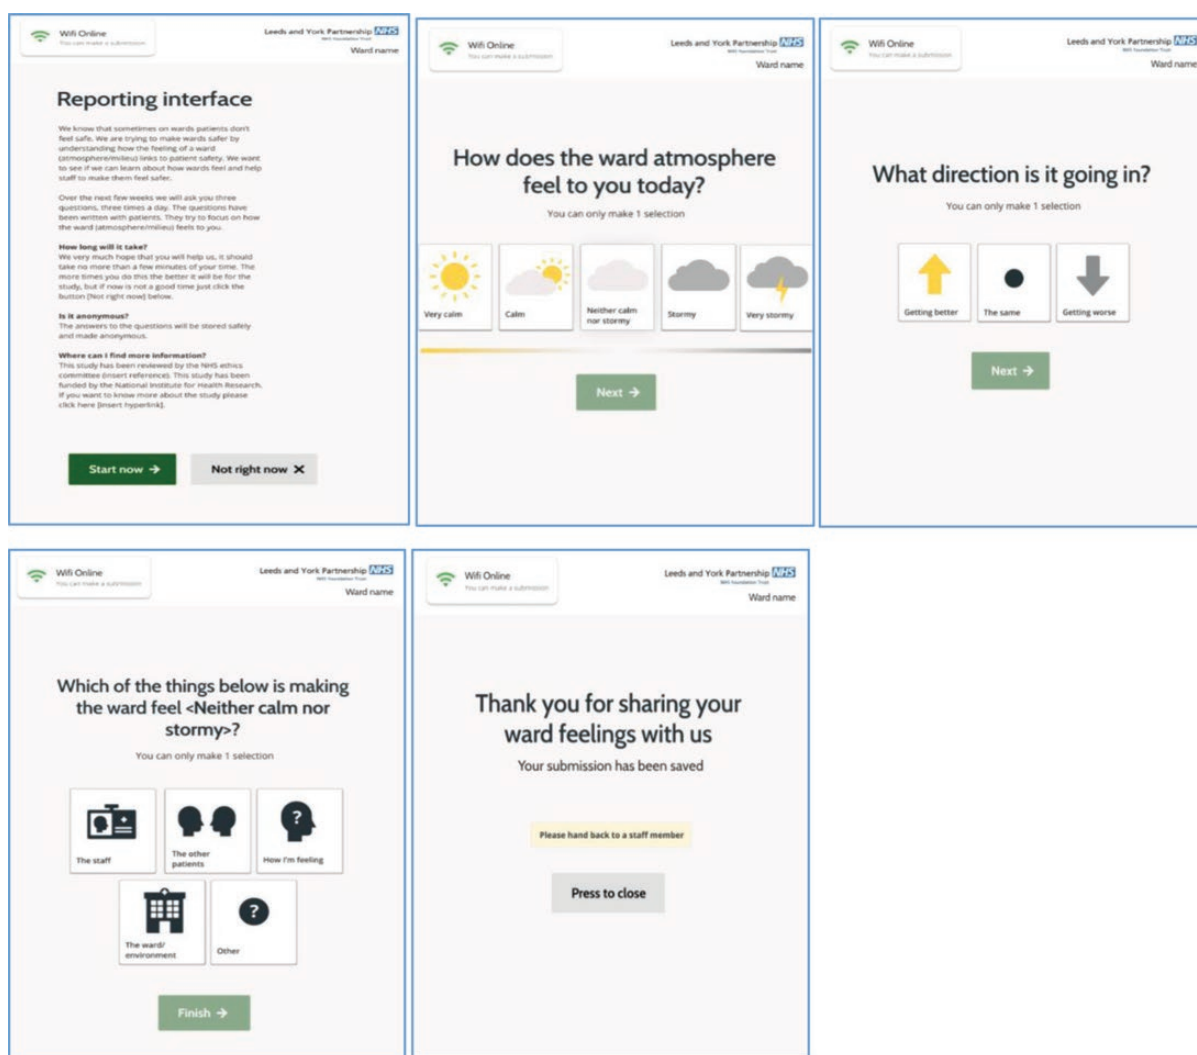 Wifi Online
You can make a submission
Leeds and York Partnership NHS
NHS Foundation Trust
Ward name
Reporting interface
We know that sometimes on wards patients don't
feel safe. We are trying to make wards safer by
understanding how the feeling of a ward
(atmosphere/milieu) links to patient safety. We want
to see if we can learn about how wards feel and help
staff to make them feel safer.
Over the next few weeks we will ask you three
questions, three times a day. The questions have
been written with patients. They try to focus on how
the ward (atmosphere/milieu) feels to you.
How long will it take?
We very much hope that you will help us, it should
take no more than a few minutes of your time. The
more times you do this the better it will be for the
study, but if now is not a good time just click the
button [Not right now] below.
Is it anonymous?
The answers to the questions will be stored safely
and made anonymous.
Where can I find more information?
This study has been reviewed by the NHS ethics
committee (insert reference). This study has been
funded by the National Institute for Health Research.
If you want to know more about the study please
click here [insert hyperlink].
Start now →
Not right now X
Wifi Online
You can make a submission
Leeds and York Partnership NHS
NHS Foundation Trust
Ward name
How does the ward atmosphere
feel to you today?
You can only make 1 selection
Very calm
Calm
Neither calm
nor stormy
Stormy
Very stormy
Next →
Wifi Online
You can make a submission
Leeds and York Partnership NHS
NHS Foundation Trust
Ward name
What direction is it going in?
You can only make 1 selection
Getting better
The same
Getting worse
Next →
Wifi Online
You can make a submission
Leeds and York Partnership NHS
NHS Foundation Trust
Ward name
Which of the things below is making
the ward feel <Neither calm nor
stormy>?
You can only make 1 selection
The staff
The other
patients
?
How I'm feeling
The ward/
environment
?
Other
Finish →
Wifi Online
You can make a submission
Leeds and York Partnership NHS
NHS Foundation Trust
Ward name
Thank you for sharing your
ward feelings with us
Your submission has been saved
Please hand back to a staff member
Press to close